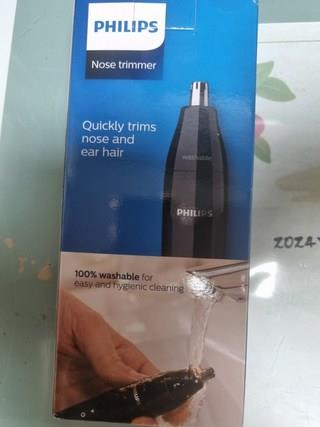 PHILIPS
Nose trimmer
Quickly trims
nose and
ear hair
washable
PHILIPS
2024
100% washable for
easy and hygienic cleaning